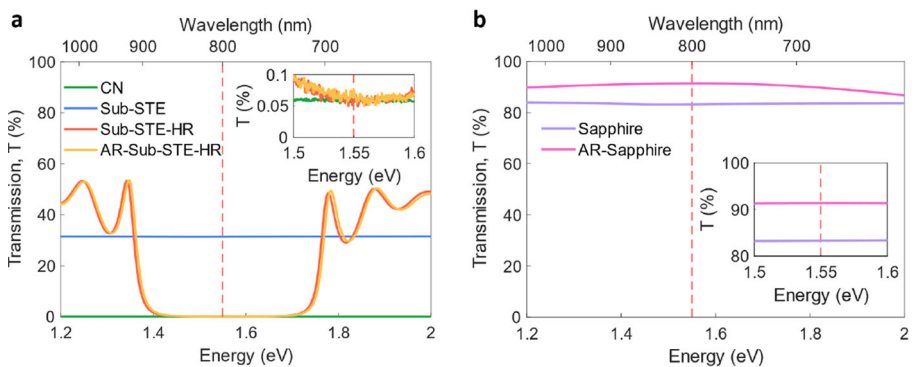 a
Wavelength (nm)
1000 900 800 700
Transmission, T (%)
100
80
60
40
20
0
CN
Sub-STE
Sub-STE-HR
AR-Sub-STE-HR
T (%)
0.1
0.05
0
1.5 1.55 1.6
Energy (eV)
1.2 1.4 1.6 1.8 2
Energy (eV)
b
Wavelength (nm)
1000 900 800 700
Transmission, T (%)
100
80
60
40
20
0
Sapphire
AR-Sapphire
T (%)
100
90
80
1.5 1.55 1.6
Energy (eV)
1.2 1.4 1.6 1.8 2
Energy (eV)